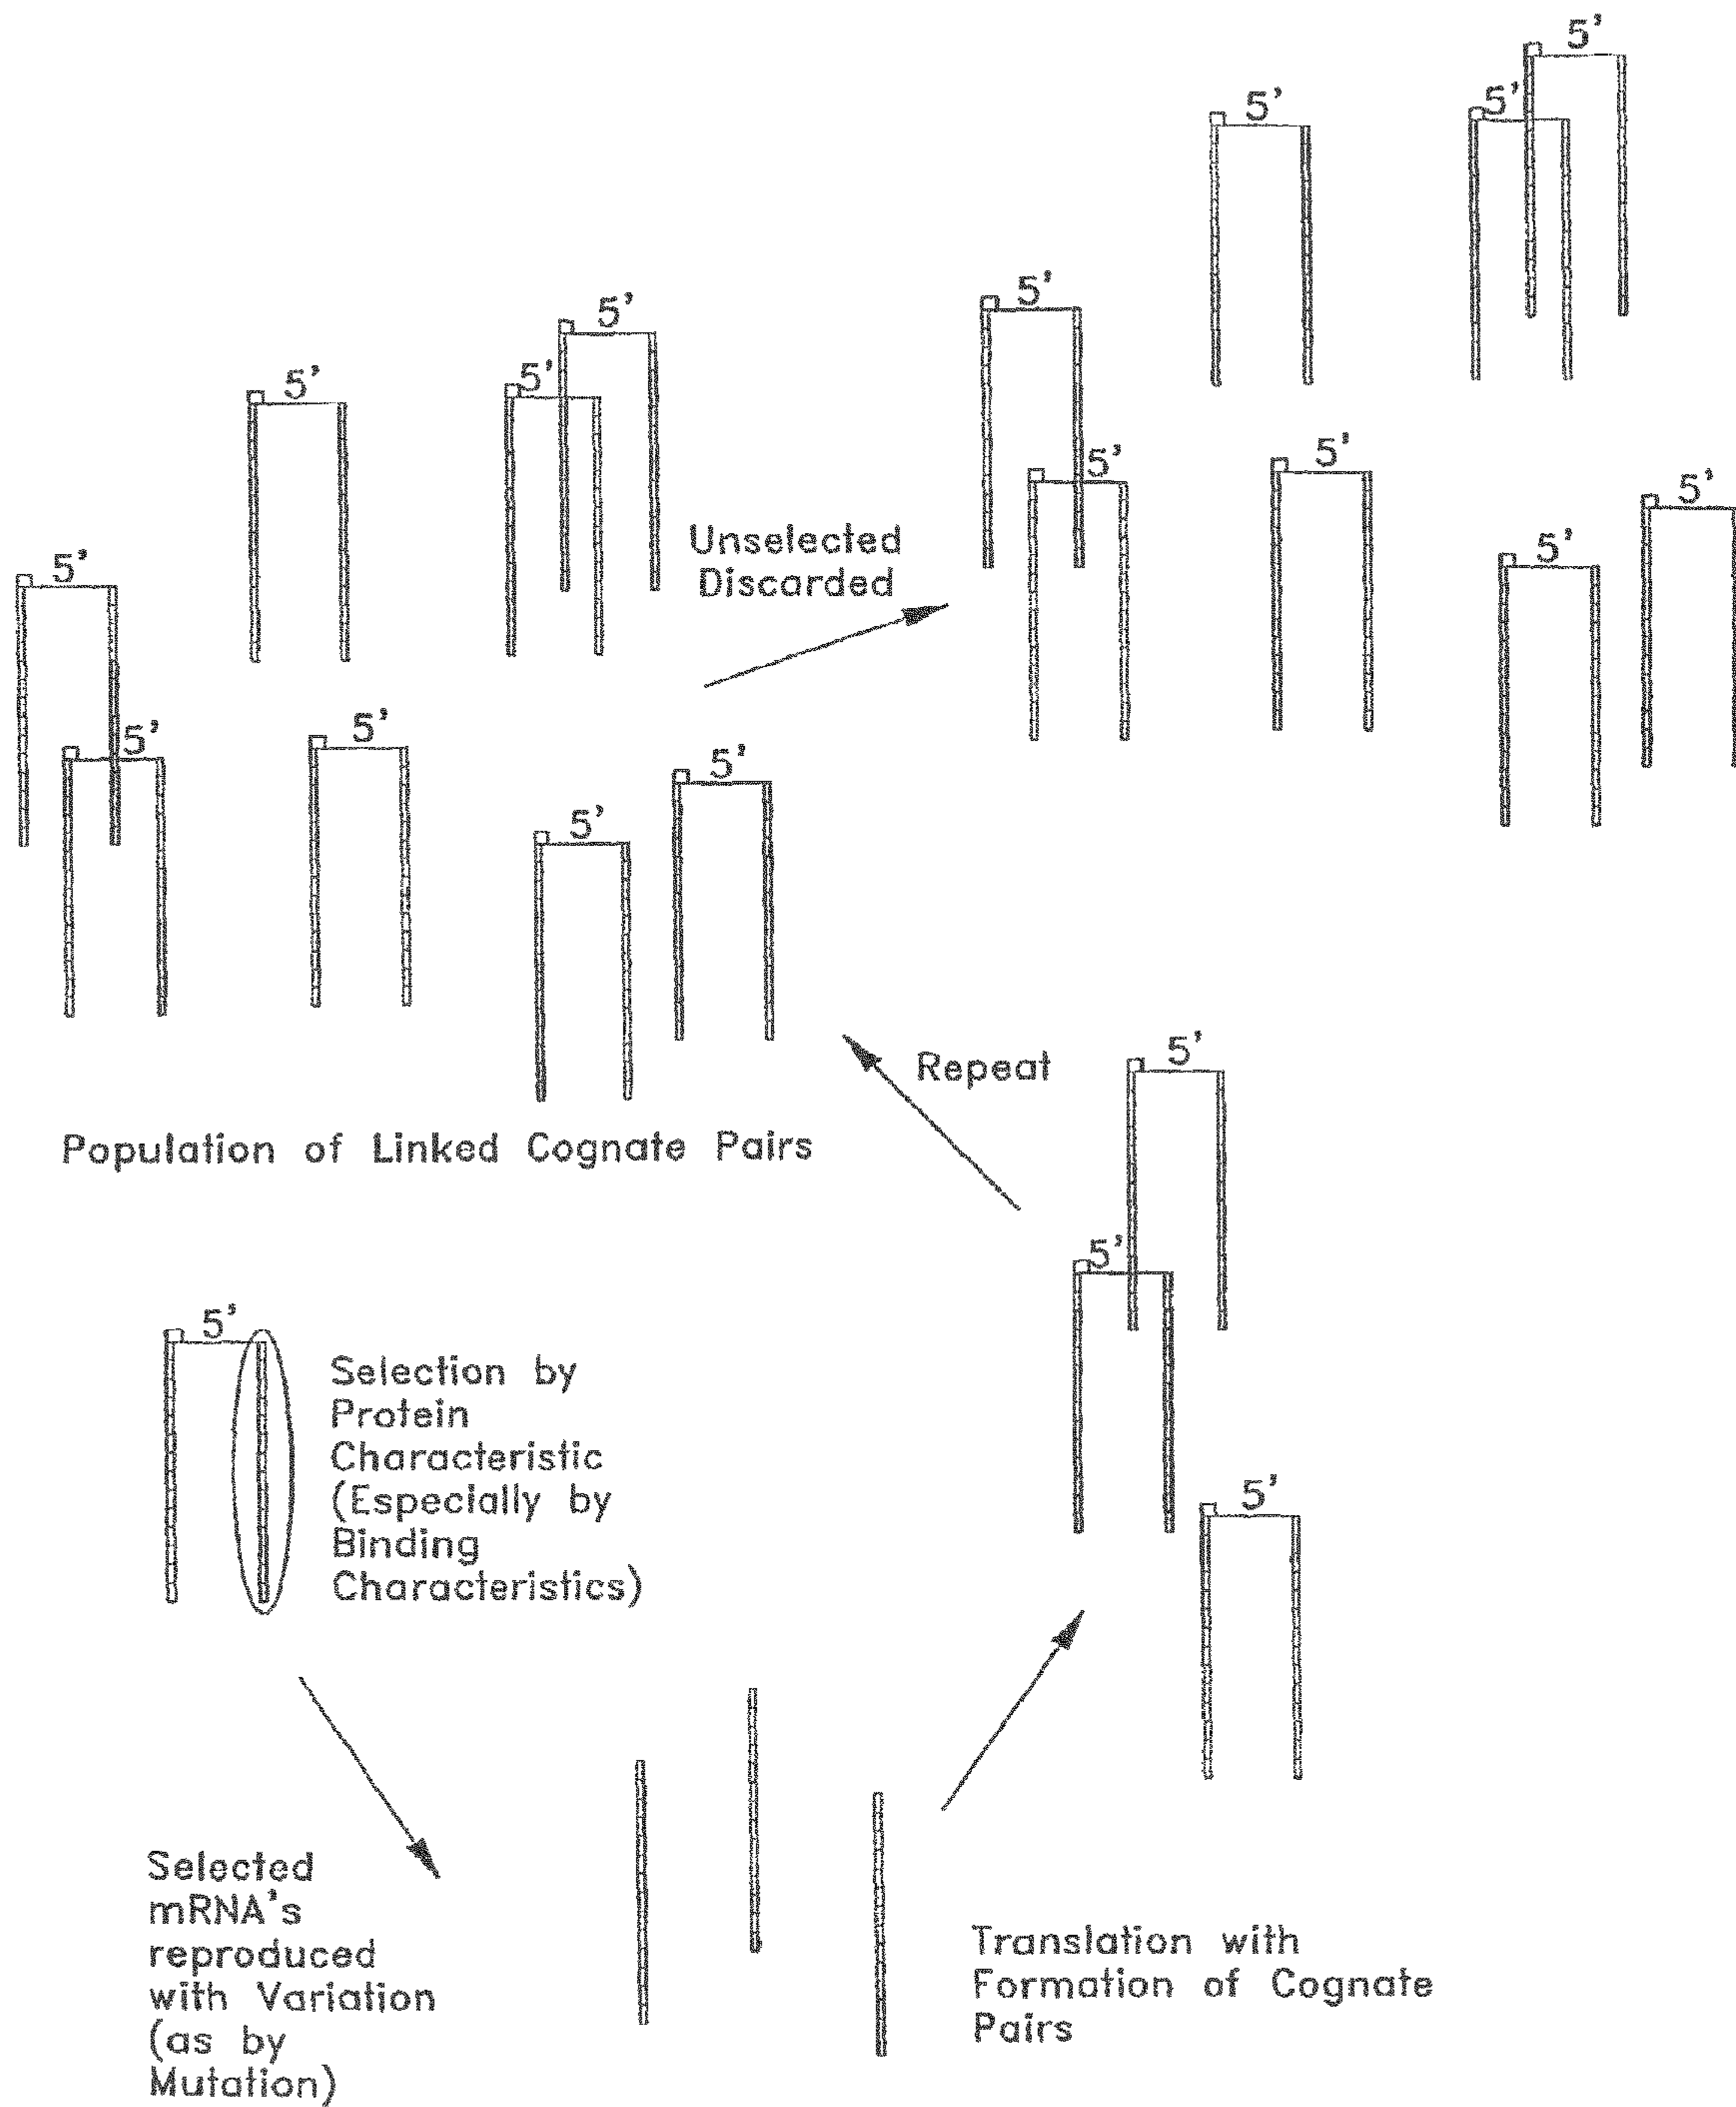 5'
5'
5'
5'
5'
5'
5'
5'
5'
5'
Unselected
Discarded
5'
5'
5'
5'
5'
5'
5'
Repeat
Population of Linked Cognate Pairs
5'
5'
Selection by
Protein
Characteristic
(Especially by
Binding
Characteristics)
5'
Selected
mRNA's
reproduced
with Variation
(as by
Mutation)
Translation with
Formation of Cognate
Pairs